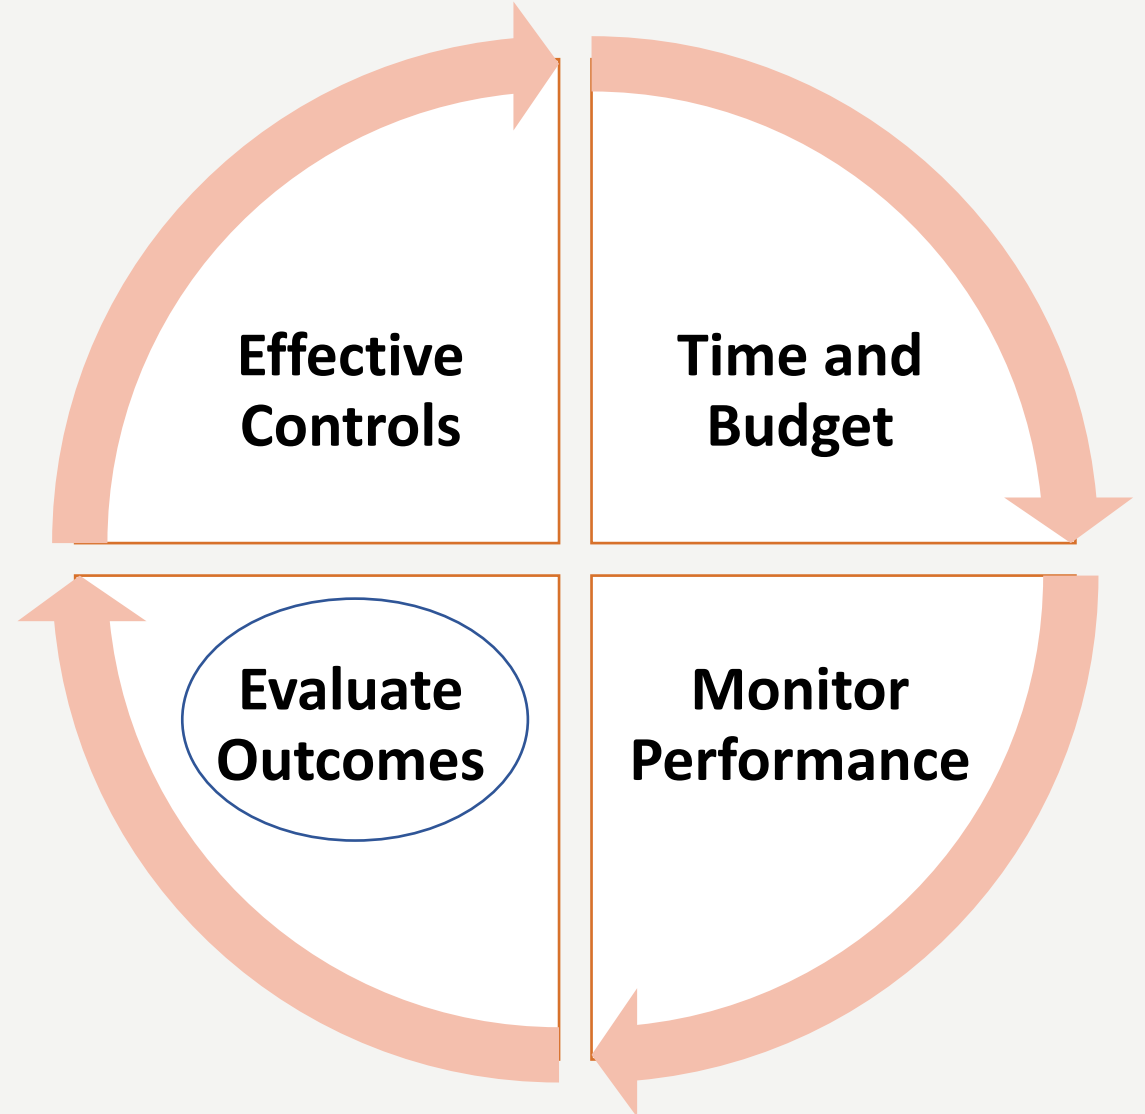 Effective
Controls
Time and
Budget
Evaluate
Outcomes
Monitor
Performance